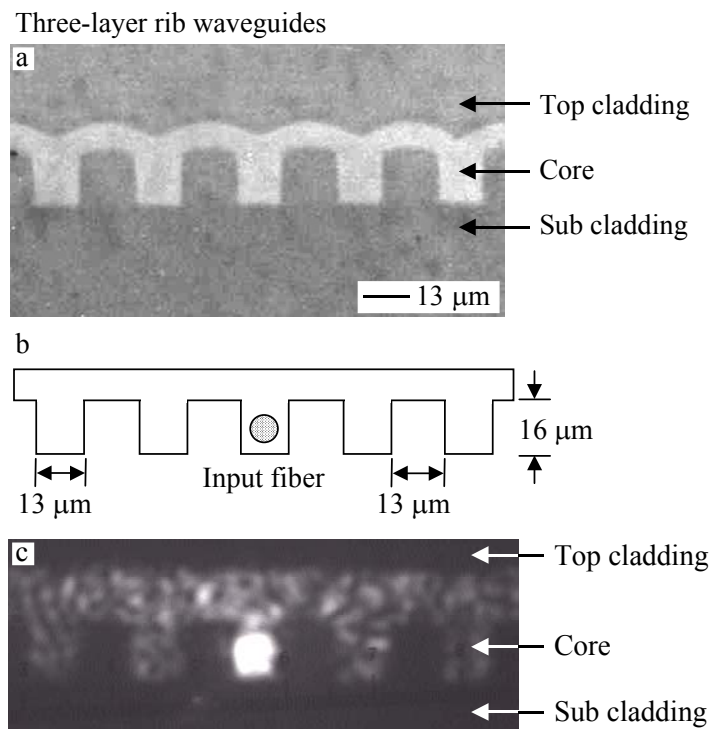 Three-layer rib waveguides
a
Top cladding
Core
Sub cladding
13 μm
b
16 μm
Input fiber
13 μm
13 μm
c
Top cladding
Core
Sub cladding